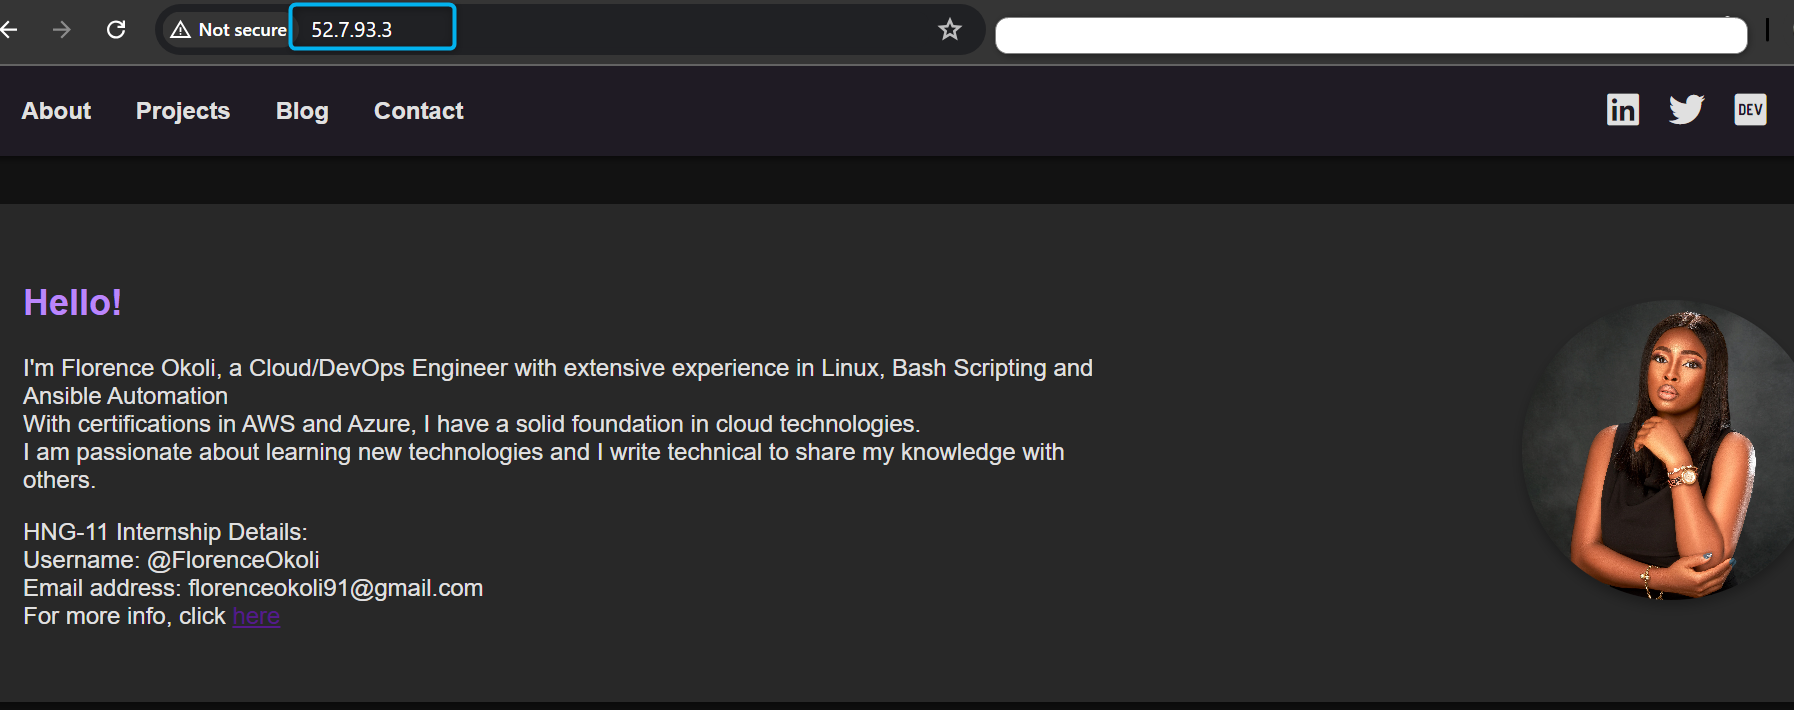 Not secure 52.7.93.3
About Projects Blog Contact
in DEV
Hello!
I'm Florence Okoli, a Cloud/DevOps Engineer with extensive experience in Linux, Bash Scripting and
Ansible Automation
With certifications in AWS and Azure, I have a solid foundation in cloud technologies.
I am passionate about learning new technologies and I write technical to share my knowledge with
others.
HNG-11 Internship Details:
Username: @FlorenceOkoli
Email address: florenceokoli91@gmail.com
For more info, click here